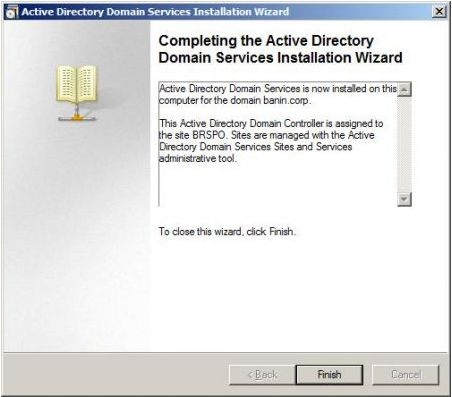 Active Directory Domain Services Installation Wizard
Completing the Active Directory
Domain Services Installation Wizard
Active Directory Domain Services is now installed on this
computer for the domain banin.corp.
This Active Directory Domain Controller is assigned to
the site BRSPO. Sites are managed with the Active
Directory Domain Services Sites and Services
administrative tool.
To close this wizard, click Finish.
< Back Finish Cancel